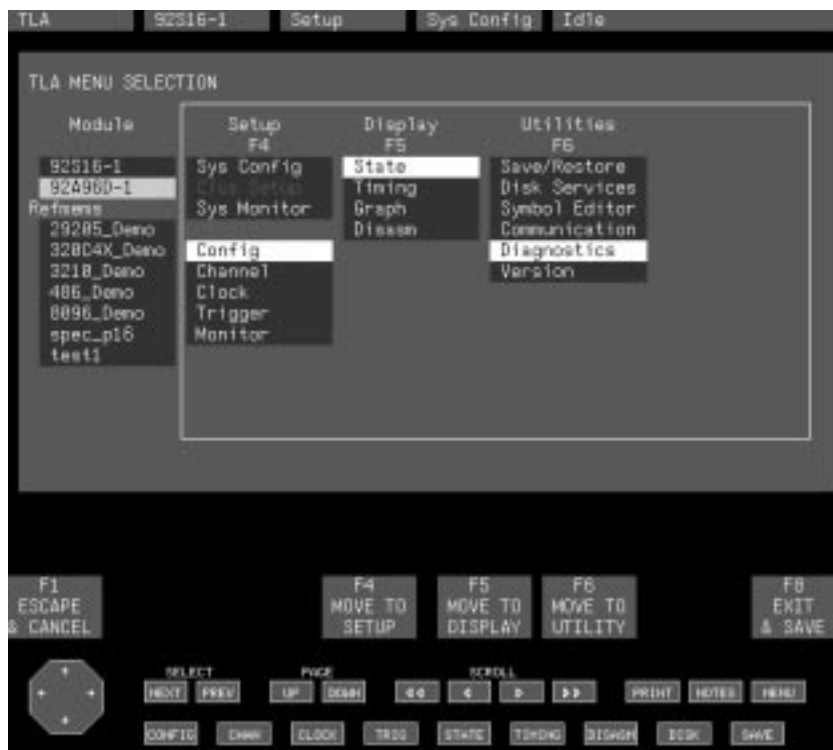 TLA 92S16-1 Setup Sys Config Idle
TLA MENU SELECTION
Module Setup Display Utilities
F4 F5 F6
92S16-1 Sys Config State Save/Restore
92A96D-1 Timing Disk Services
Refmems Sys Monitor Graph Symbol Editor
29205_Demo Disasm Communication
320C4X_Demo Config Diagnostics
3210_Demo Channel Version
486_Demo Clock
8096_Demo Trigger
spec_p16 Monitor
test1
F1 F4 F5 F6 F8
ESCAPE MOVE TO MOVE TO MOVE TO EXIT
& CANCEL SETUP DISPLAY UTILITY & SAVE
SELECT PAGE SCROLL
NEXT PREV UP DOWN PRINT NOTES MENU
CONFIG CHAN CLOCK TRIG STATE TIMING DISASM DISK SAVE